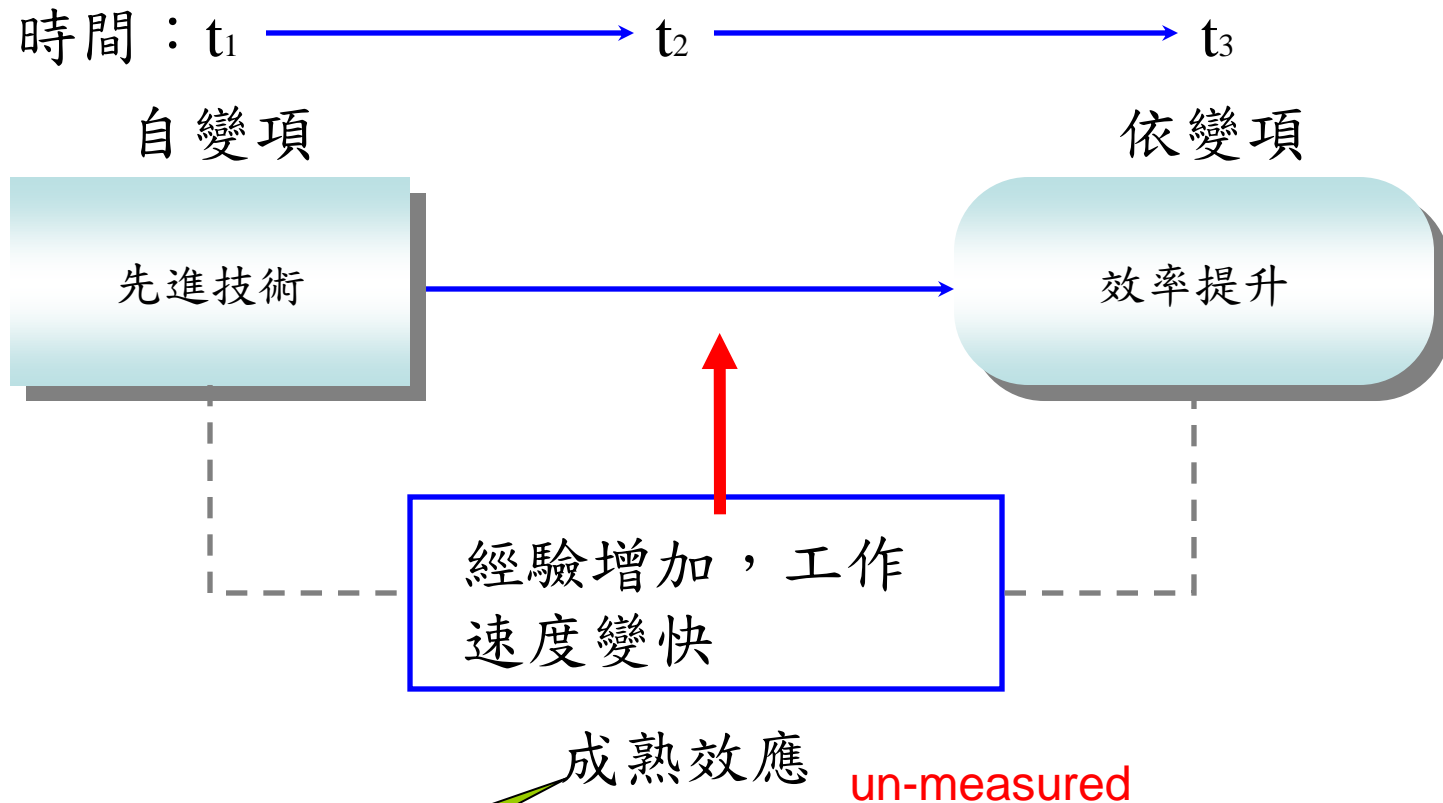 時間：t1 t2 t3
自變項 依變項
先進技術 效率提升
經驗增加，工作
速度變快
成熟效應 un-measured